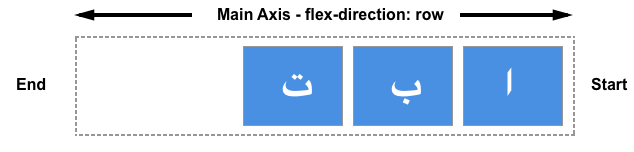 Main Axis - flex-direction: row
End
ا ب ت
Start